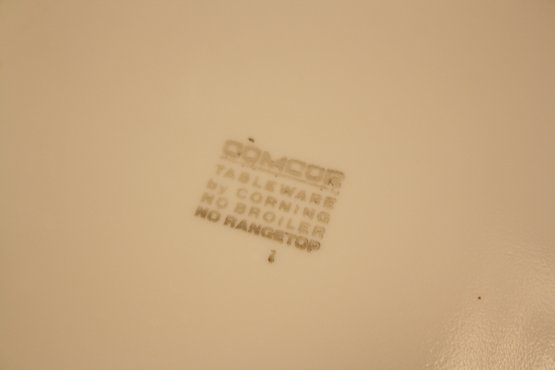 COMCOR
TABLEWARE
by CORNING
NO BROILER
NO RANGETOP